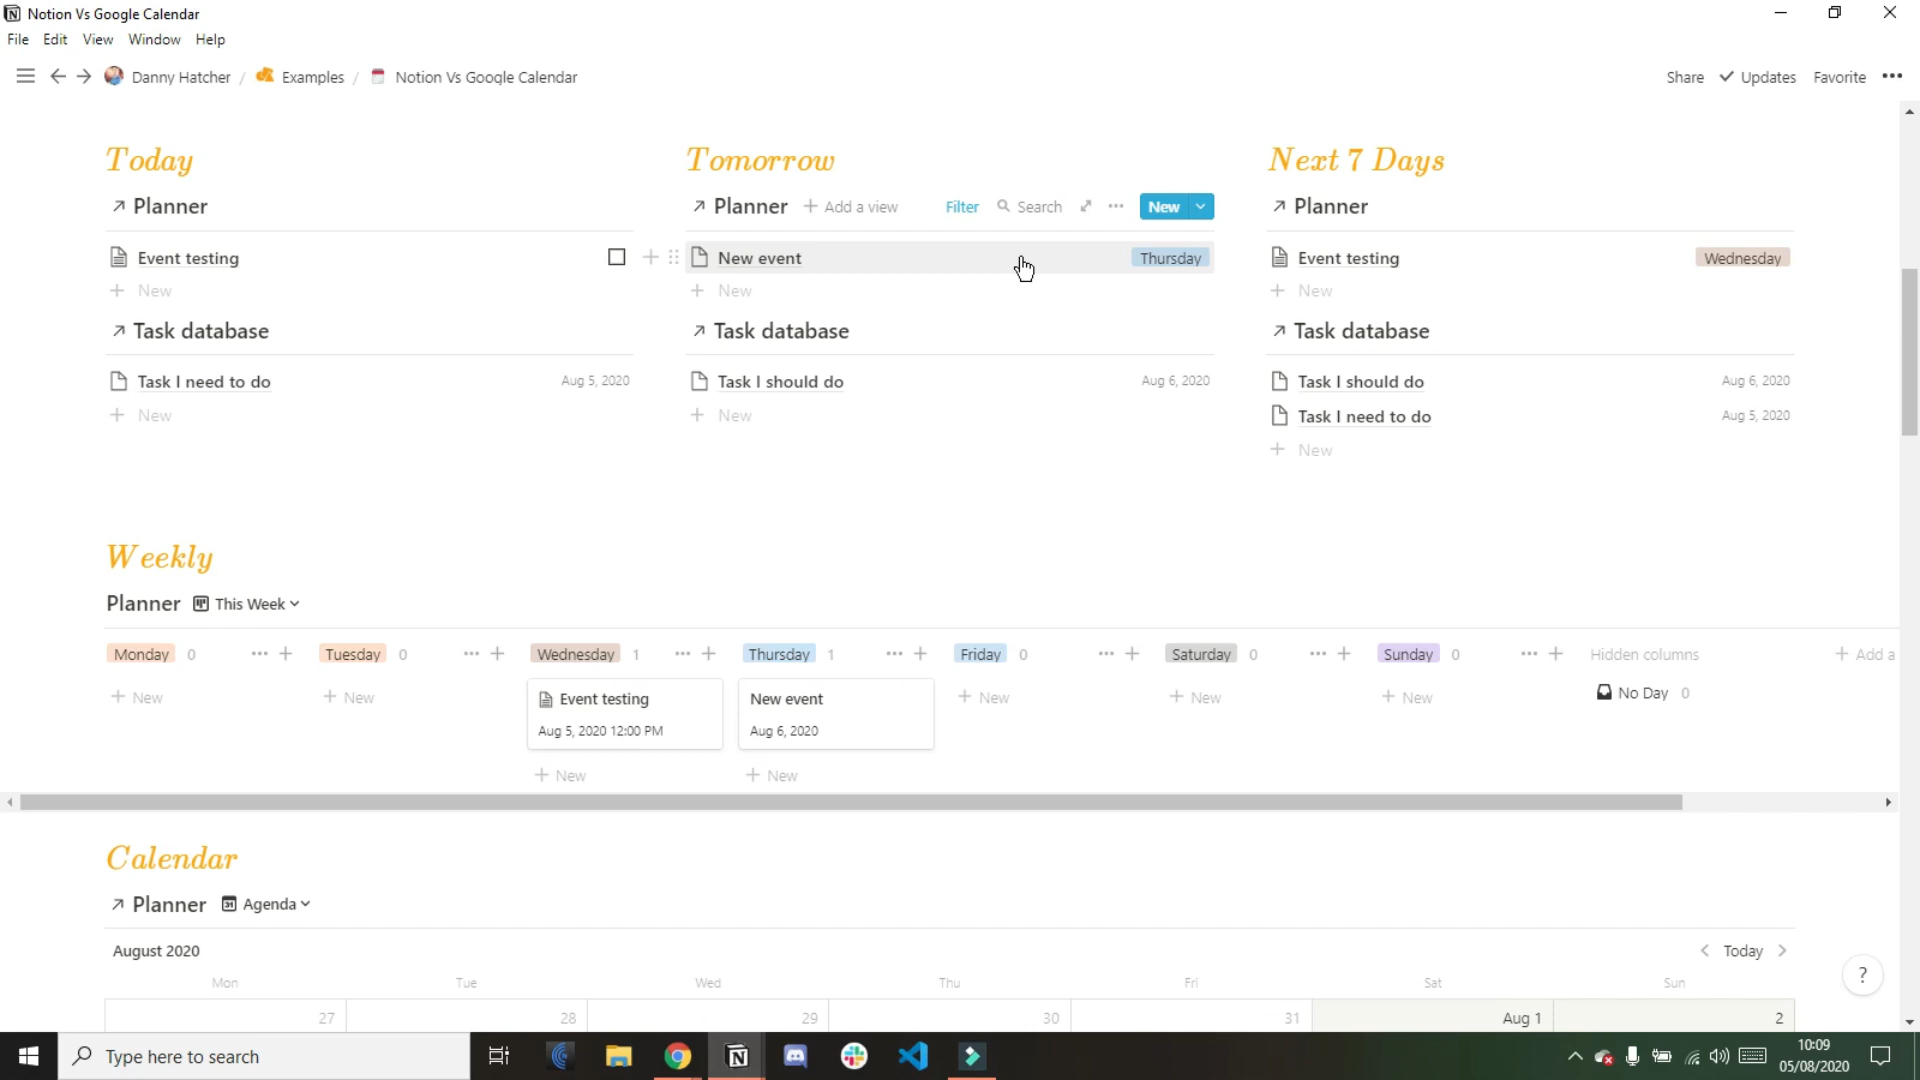 Notion Vs Google Calendar
File Edit View Window Help
Danny Hatcher / Examples / Notion Vs Google Calendar
Share Updates Favorite
Today
Planner
Event testing
New
Task database
Task I need to do Aug 5, 2020
New
Tomorrow
Planner Add a view Filter Search New
New event Thursday
New
Task database
Task I should do Aug 6, 2020
New
Next 7 Days
Planner
Event testing Wednesday
New
Task database
Task I should do Aug 6, 2020
Task I need to do Aug 5, 2020
New
Weekly
Planner This Week
Monday 0 Tuesday 0 Wednesday 1 Thursday 1 Friday 0 Saturday 0 Sunday 0 Hidden columns + Add a
New New Event testing New event New New New No Day 0
Aug 5, 2020 12:00 PM Aug 6, 2020
New New
Calendar
Planner 31 Agenda
August 2020 Today
Mon Tue Wed Thu Fri Sat Sun
27 28 29 30 31 Aug 1 2
?
Type here to search
10:09
05/08/2020